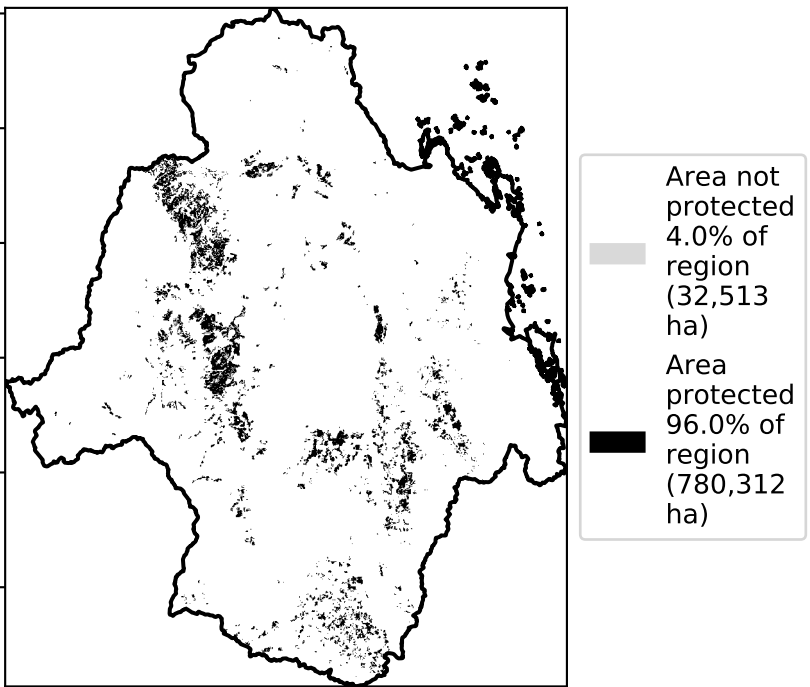 Area not
protected
4.0% of
region
(32,513
ha)
Area
protected
96.0% of
region
(780,312
ha)